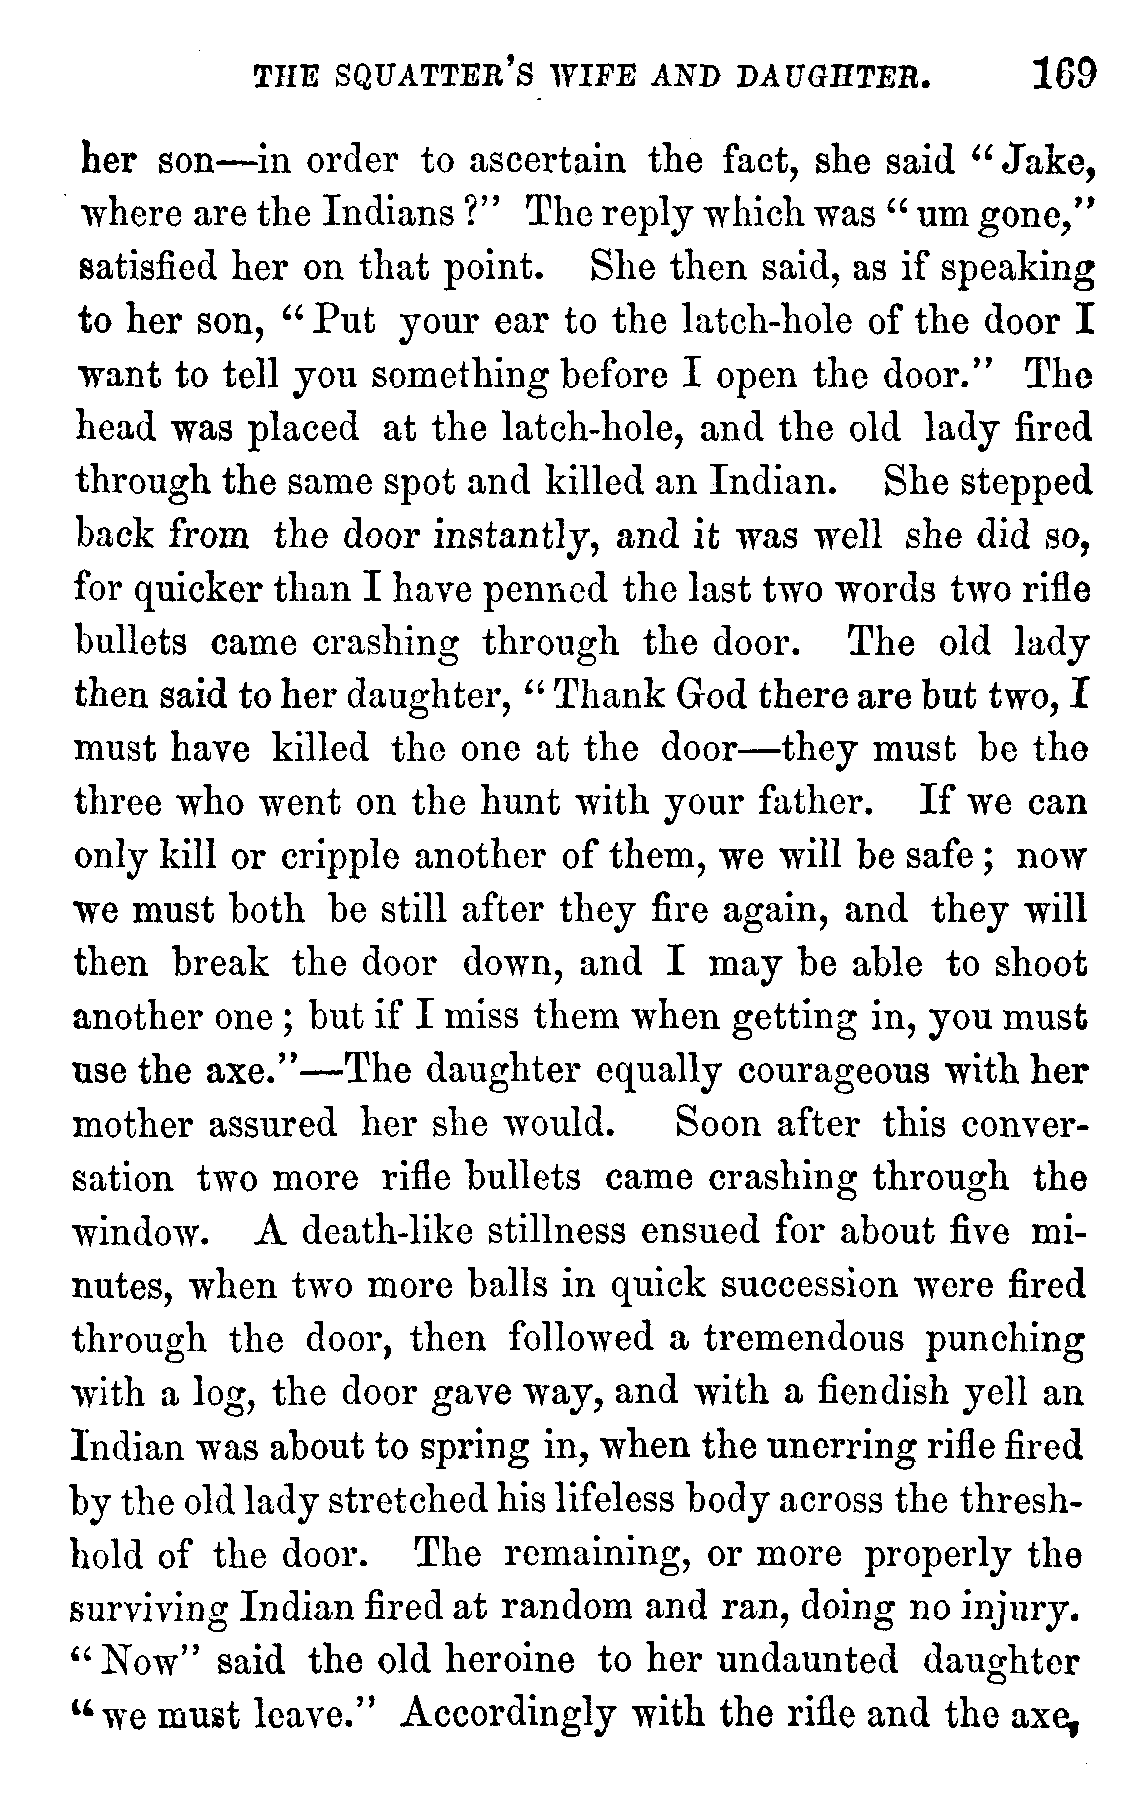 THE SQUATTER'S WIFE AND DAUGHTER. 169
her son—in order to ascertain the fact, she said "Jake,
where are the Indians?" The reply which was "um gone,"
satisfied her on that point. She then said, as if speaking
to her son, "Put your ear to the latch-hole of the door I
want to tell you something before I open the door." The
head was placed at the latch-hole, and the old lady fired
through the same spot and killed an Indian. She stepped
back from the door instantly, and it was well she did so,
for quicker than I have penned the last two words two rifle
bullets came crashing through the door. The old lady
then said to her daughter, "Thank God there are but two, I
must have killed the one at the door—they must be the
three who went on the hunt with your father. If we can
only kill or cripple another of them, we will be safe; now
we must both be still after they fire again, and they will
then break the door down, and I may be able to shoot
another one; but if I miss them when getting in, you must
use the axe."—The daughter equally courageous with her
mother assured her she would. Soon after this conver-
sation two more rifle bullets came crashing through the
window. A death-like stillness ensued for about five mi-
nutes, when two more balls in quick succession were fired
through the door, then followed a tremendous punching
with a log, the door gave way, and with a fiendish yell an
Indian was about to spring in, when the unerring rifle fired
by the old lady stretched his lifeless body across the thresh-
hold of the door. The remaining, or more properly the
surviving Indian fired at random and ran, doing no injury.
"Now" said the old heroine to her undaunted daughter
"we must leave." Accordingly with the rifle and the axe,